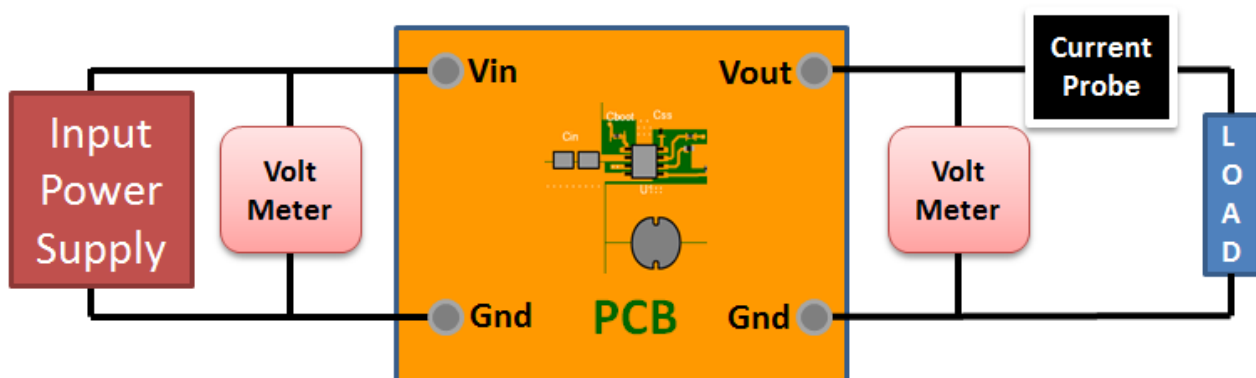 Input
Power
Supply
Volt
Meter
Vin
Gnd
Cin
Cboot
Css
U1::
PCB
Vout
Gnd
Volt
Meter
Current
Probe
L
O
A
D